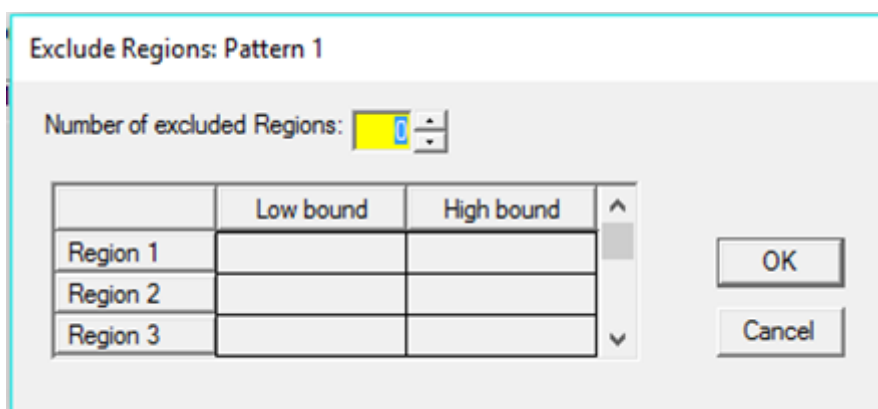 Exclude Regions: Pattern 1
Number of excluded Regions: 0
Low bound High bound
Region 1
Region 2
Region 3
OK
Cancel